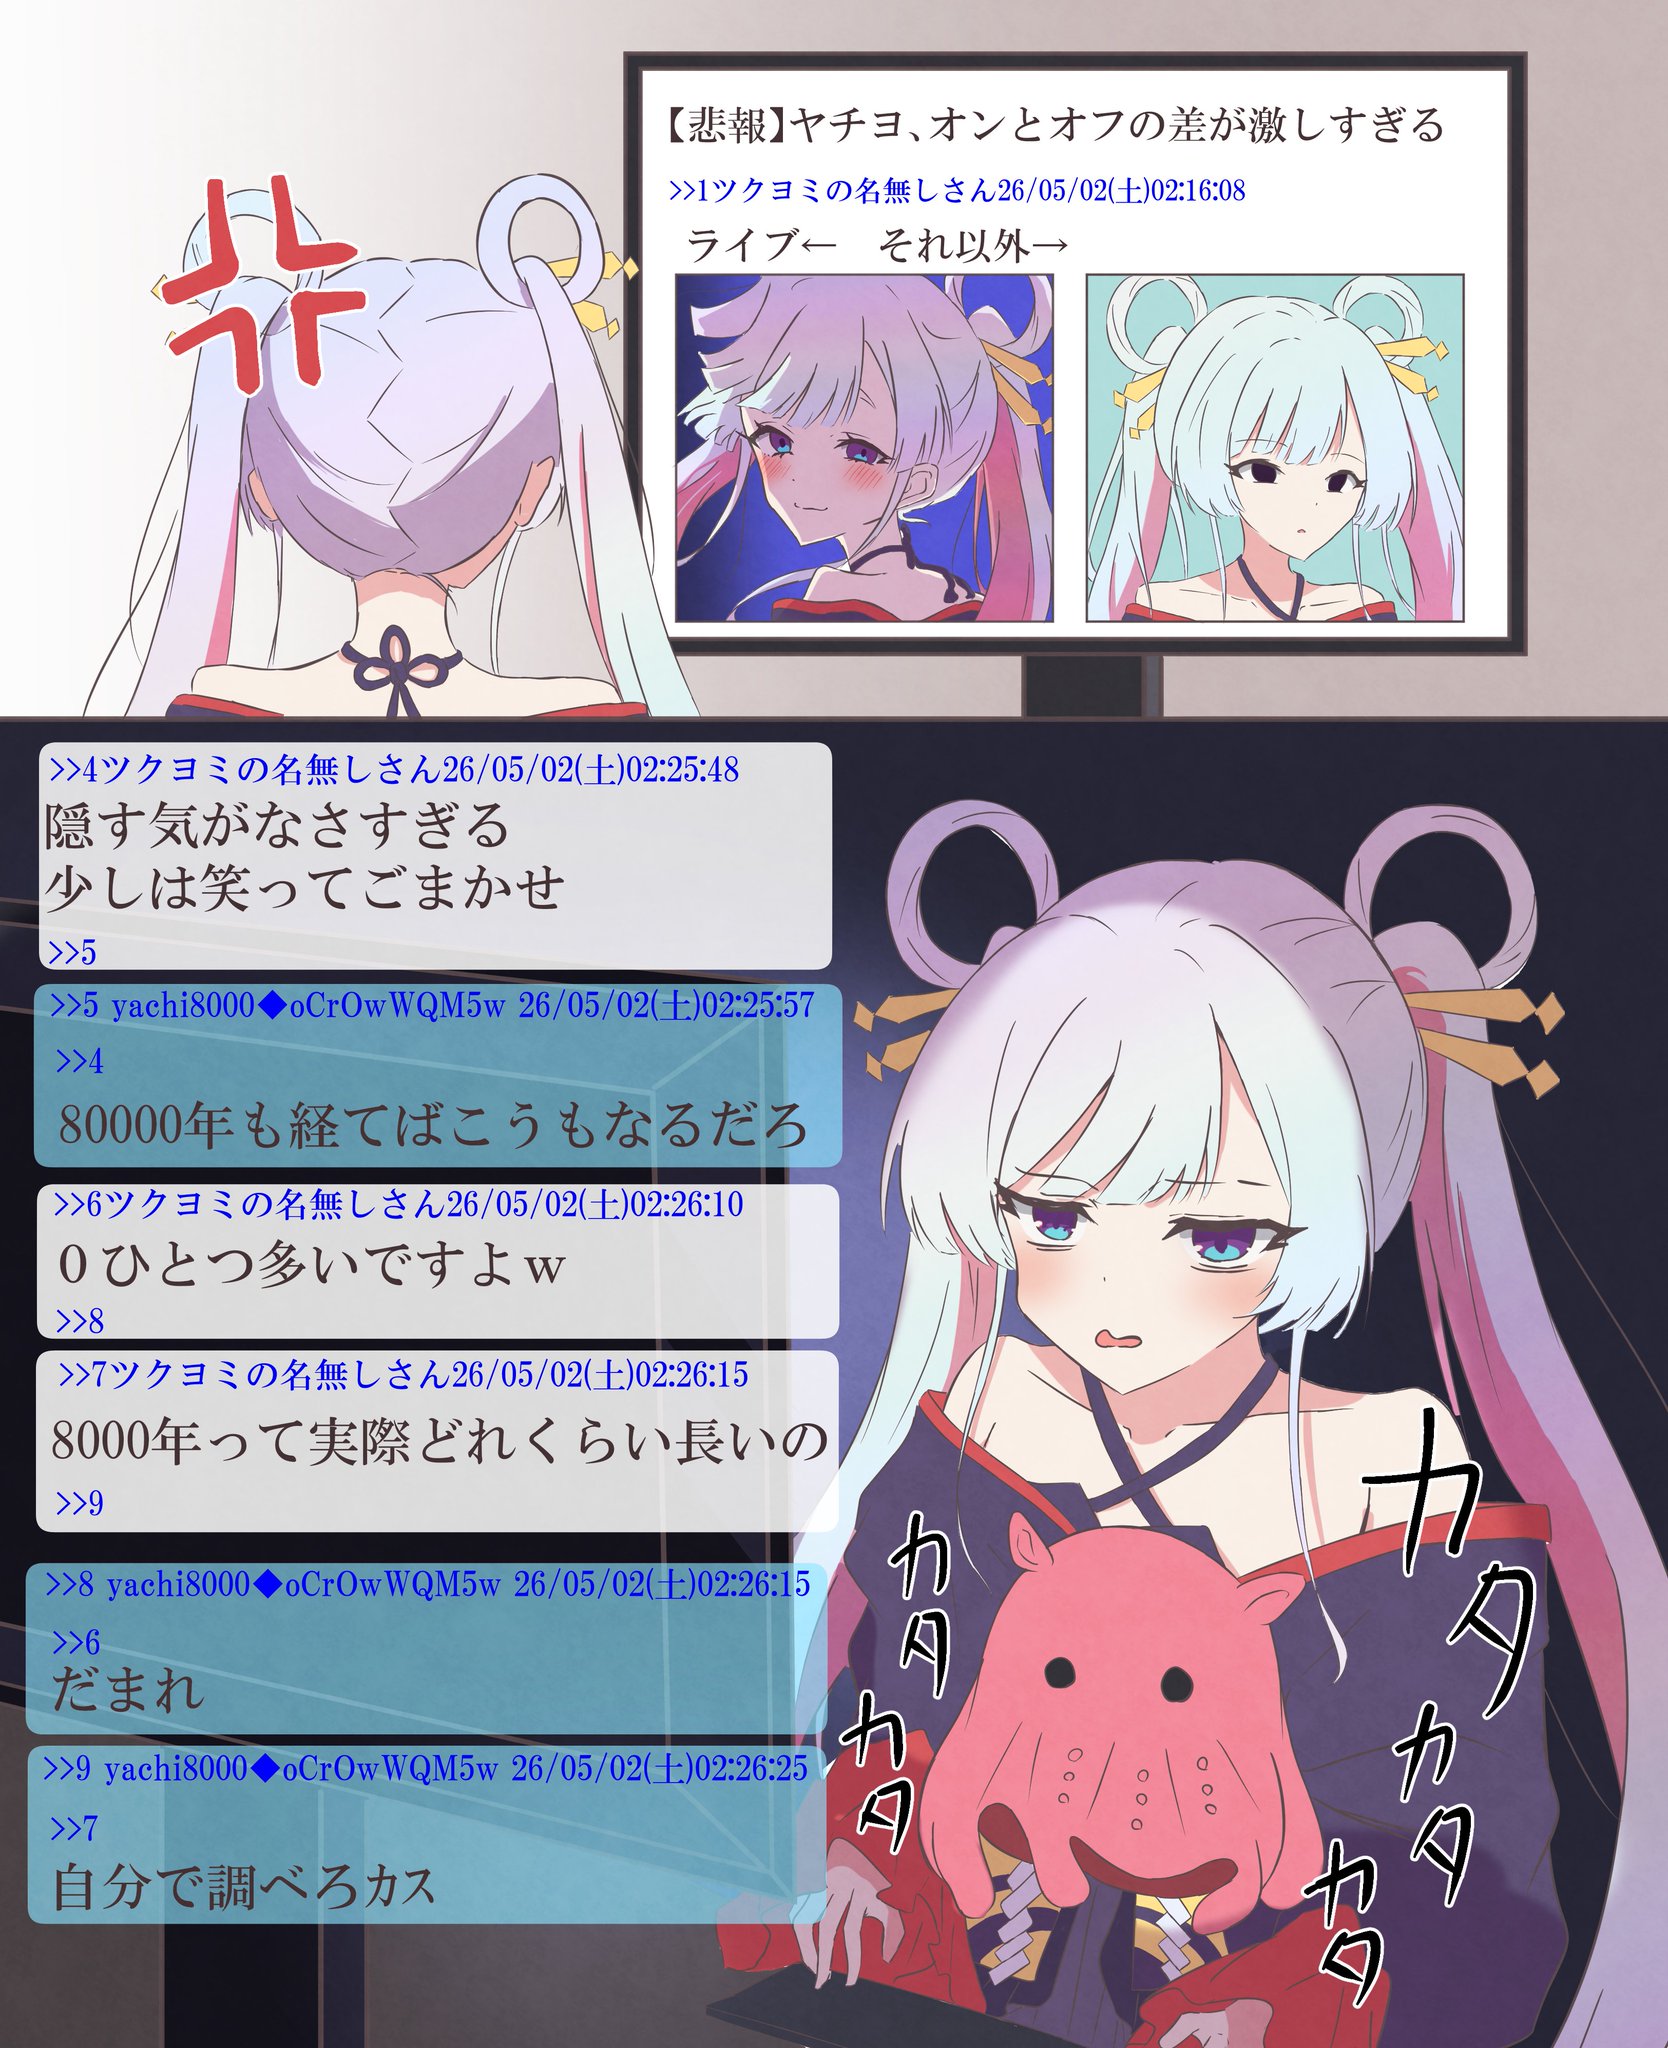 【悲報】ヤチヨ、オンとオフの差が激しすぎる
>>1ツクヨミの名無しさん26/05/02(土)02:16:08
ライブ←　それ以外→
>>4ツクヨミの名無しさん26/05/02(土)02:25:48
隠す気がなさすぎる
少しは笑ってごまかせ
>>5
>>5 yachi8000◆oCrOwWQM5w 26/05/02(土)02:25:57
>>4
80000年も経てばこうもなるだろ
>>6ツクヨミの名無しさん26/05/02(土)02:26:10
０ひとつ多いですよｗ
>>8
>>7ツクヨミの名無しさん26/05/02(土)02:26:15
8000年って実際どれくらい長いの
>>9
>>8 yachi8000◆oCrOwWQM5w 26/05/02(土)02:26:15
>>6
だまれ
>>9 yachi8000◆oCrOwWQM5w 26/05/02(土)02:26:25
>>7
自分で調べろｶｽ
カタ
カタ
カタ
カタ
カタ